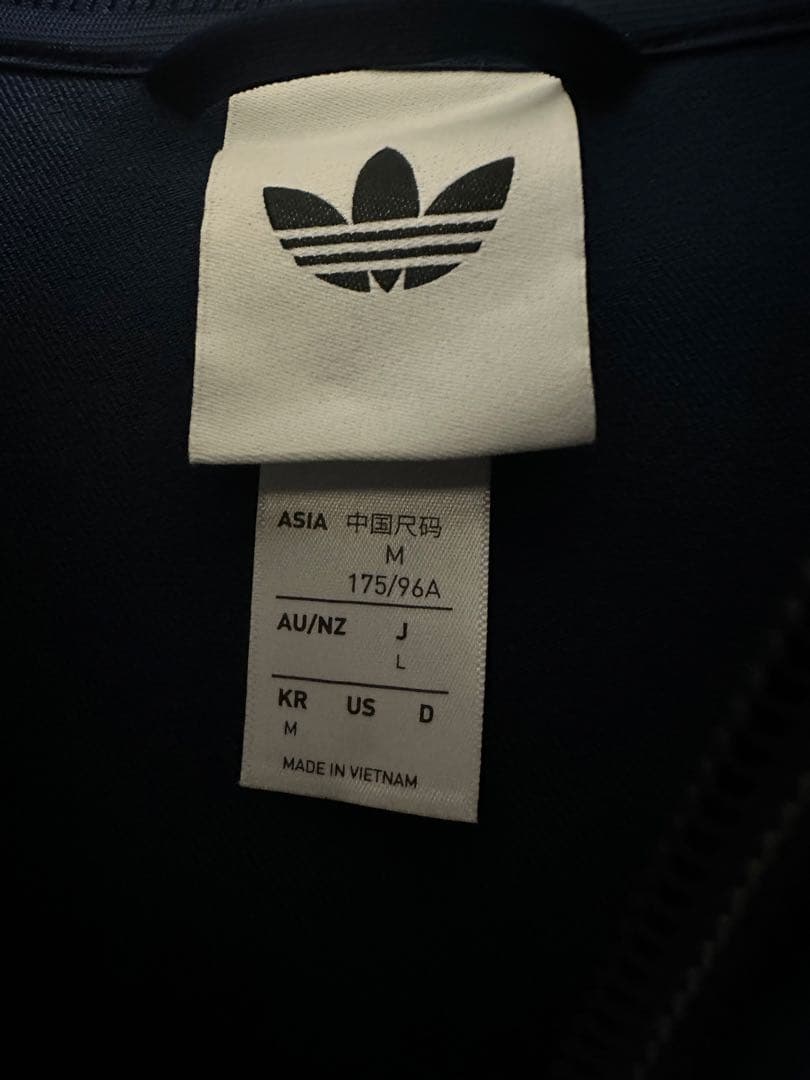 ASIA 中国尺码
M
175/96A
AU/NZ J
L
KR US D
M
MADE IN VIETNAM